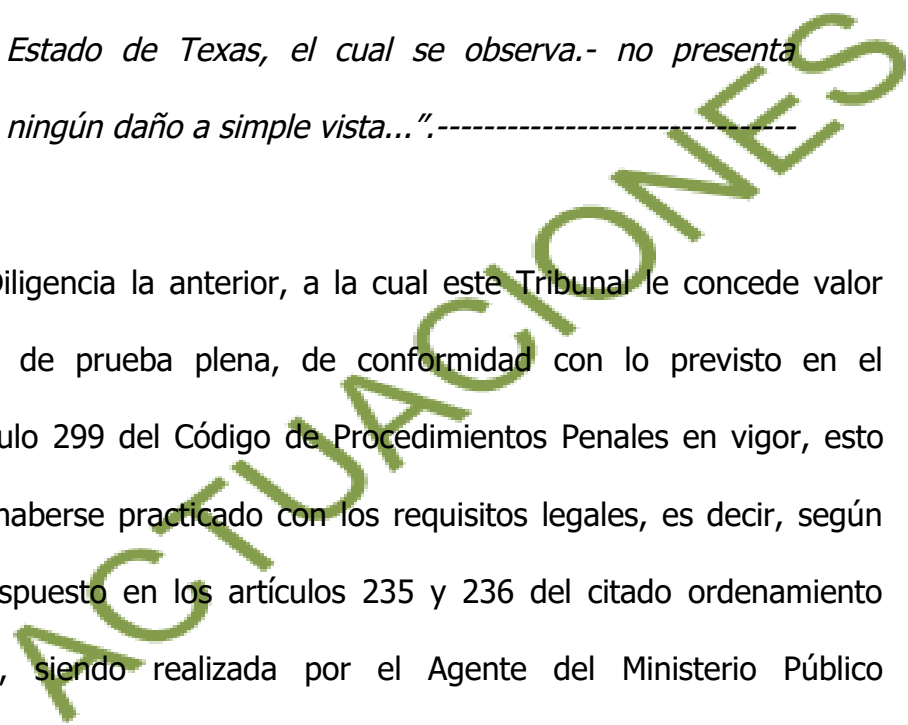 Estado de Texas, el cual se observa.- no presenta
ningún daño a simple vista...”.-------------------------------
iligencia la anterior, a la cual este Tribunal le concede valor
de prueba plena, de conformidad con lo previsto en el
ulo 299 del Código de Procedimientos Penales en vigor, esto
haberse practicado con los requisitos legales, es decir, según
spuesto en los artículos 235 y 236 del citado ordenamiento
, siendo realizada por el Agente del Ministerio Público
ACTUACIONES